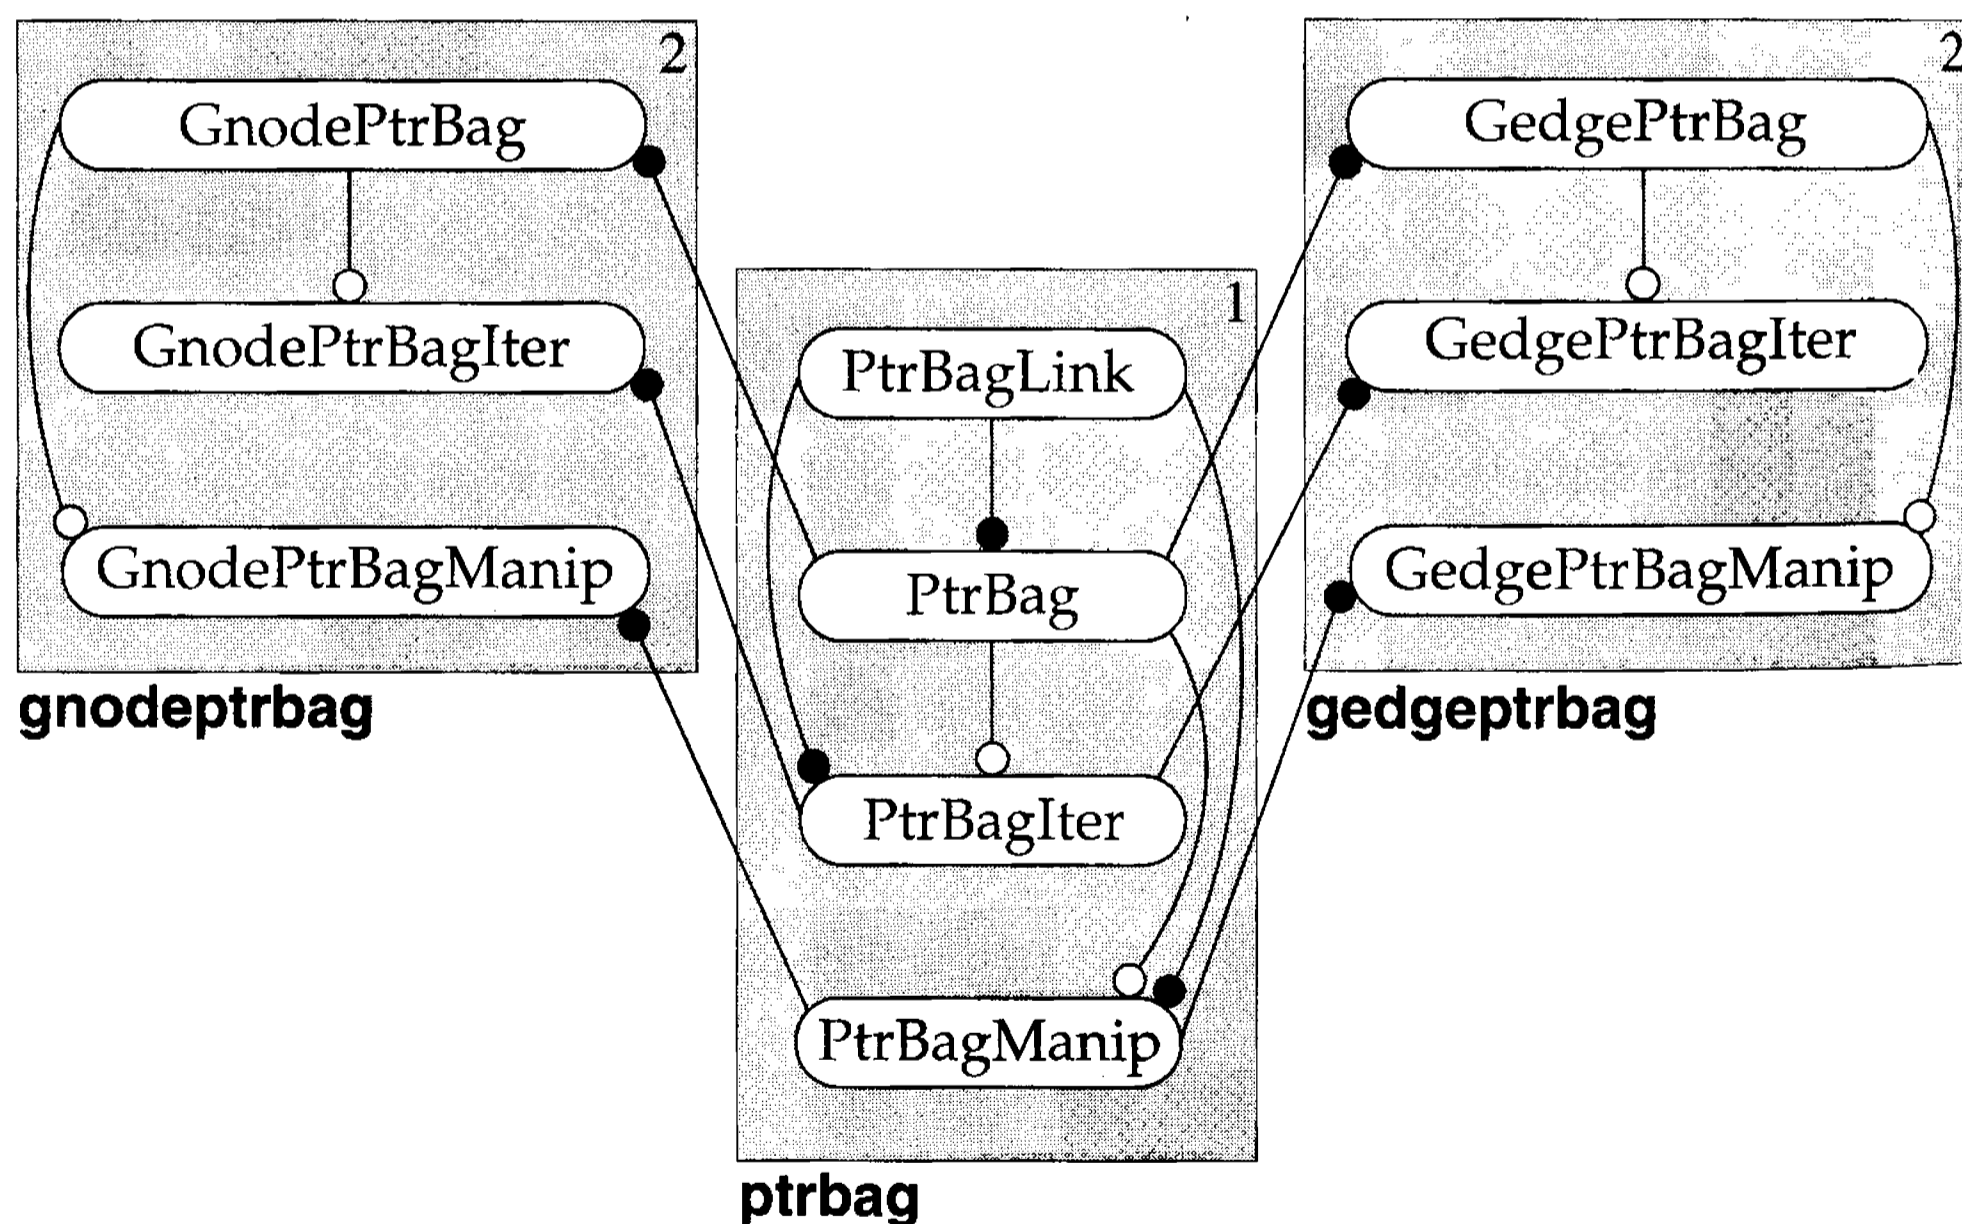 2
GnodePtrBag
GnodePtrBagIter
GnodePtrBagManip
gnodeptrbag
1
PtrBagLink
PtrBag
PtrBagIter
PtrBagManip
ptrbag
2
GedgePtrBag
GedgePtrBagIter
GedgePtrBagManip
gedgeptrbag